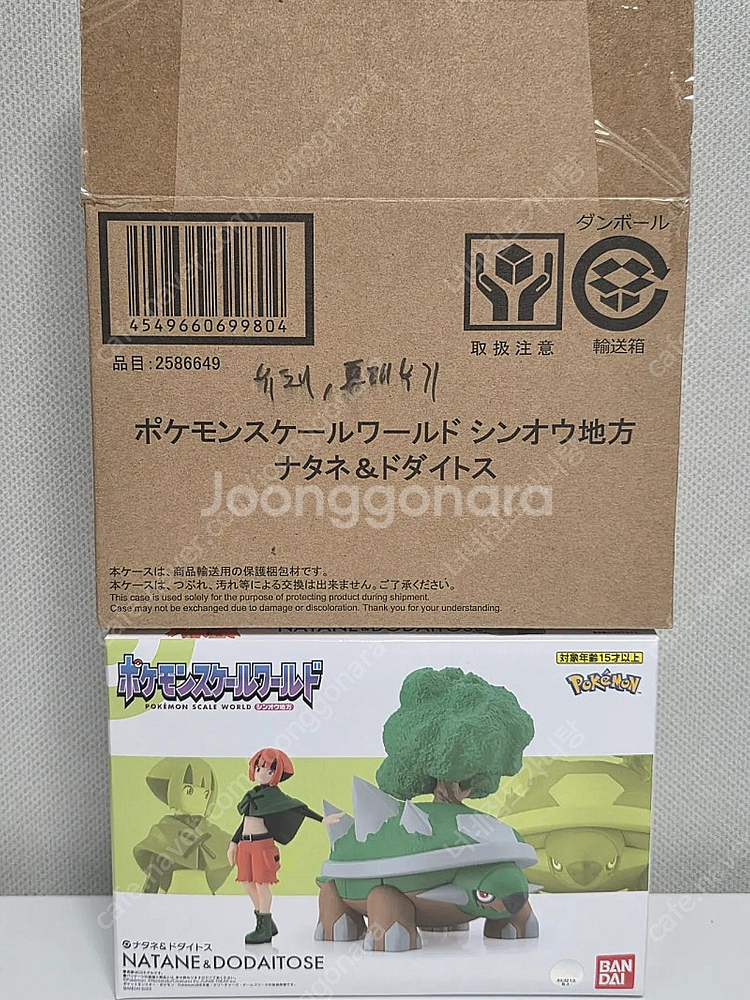 4549660699804
ダンボール
取扱注意
輸送箱
品目:2586649
ポケモンスケールワールド シンオウ地方
ナタネ&ドダイトス
Joonggonara
本ケースは、商品輸送用の保護梱包材です。
本ケースは、つぶれ、汚れ等による交換は出来ません。ご了承ください。
This case is used solely for the purpose of protecting product during shipment.
Case may not be exchanged due to damage or discoloration. Thank you for your understanding.
NATANE&DODAITOSE
ポケモンスケールワールド
POKÉMON SCALE WORLD シンオウ地方
対象年齢15才以上
POKéMON
ナタネ&ドダイトス
NATANE&DODAITOSE
BAN
DAI